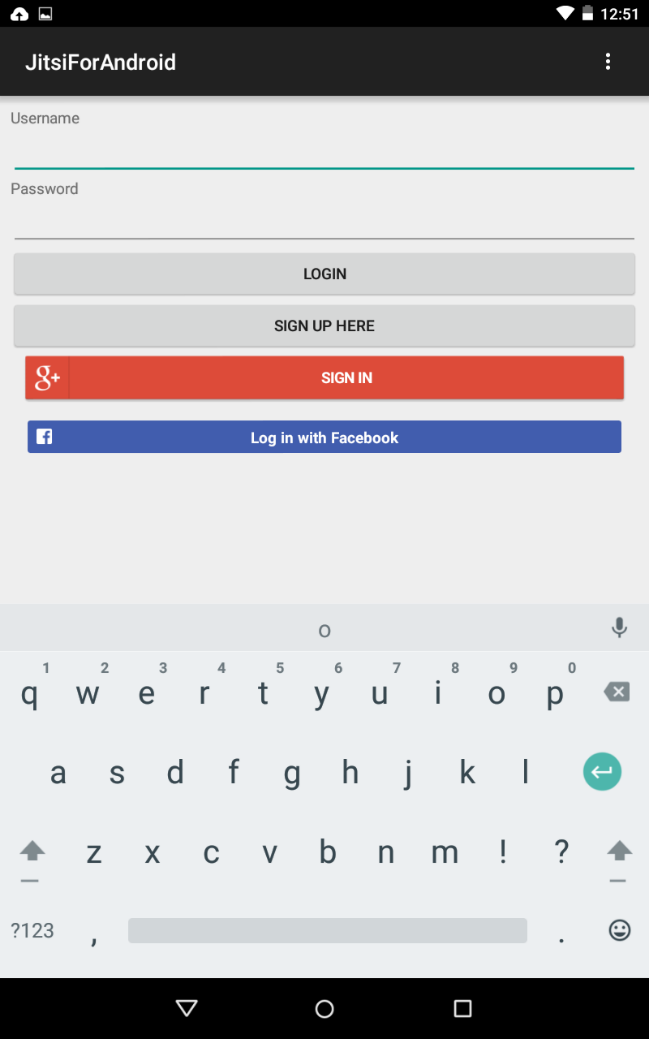 12:51
JitsiForAndroid
Username
Password
LOGIN
SIGN UP HERE
g+ SIGN IN
f Log in with Facebook
o
1 2 3 4 5 6 7 8 9 0
q w e r t y u i o p
a s d f g h j k l
z x c v b n m ! ?
?123 , .